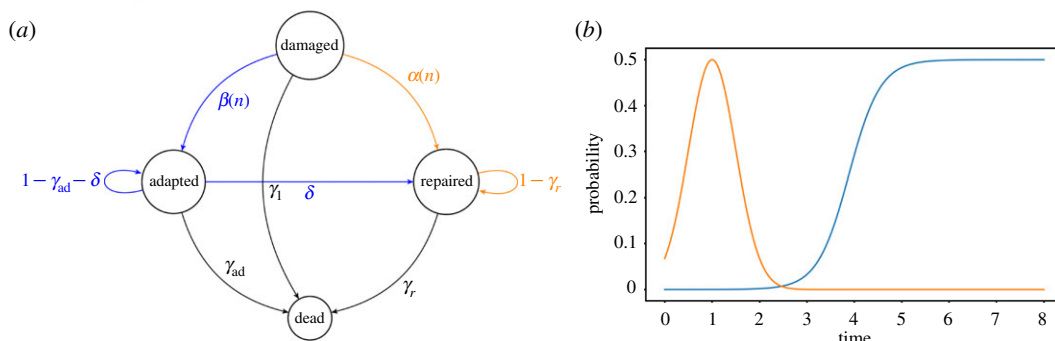 (a)
damaged
β(n)
α(n)
1 − γad − δ
adapted
γ1
δ
repaired
1 − γr
γad
γr
dead
(b)
probability
0.5
0.4
0.3
0.2
0.1
0
0 1 2 3 4 5 6 7 8
time